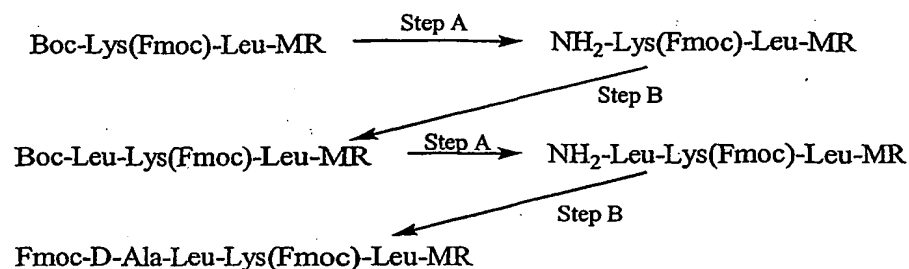 Boc-Lys(Fmoc)-Leu-MR Step A NH₂-Lys(Fmoc)-Leu-MR
Step B
Boc-Leu-Lys(Fmoc)-Leu-MR Step A NH₂-Leu-Lys(Fmoc)-Leu-MR
Step B
Fmoc-D-Ala-Leu-Lys(Fmoc)-Leu-MR